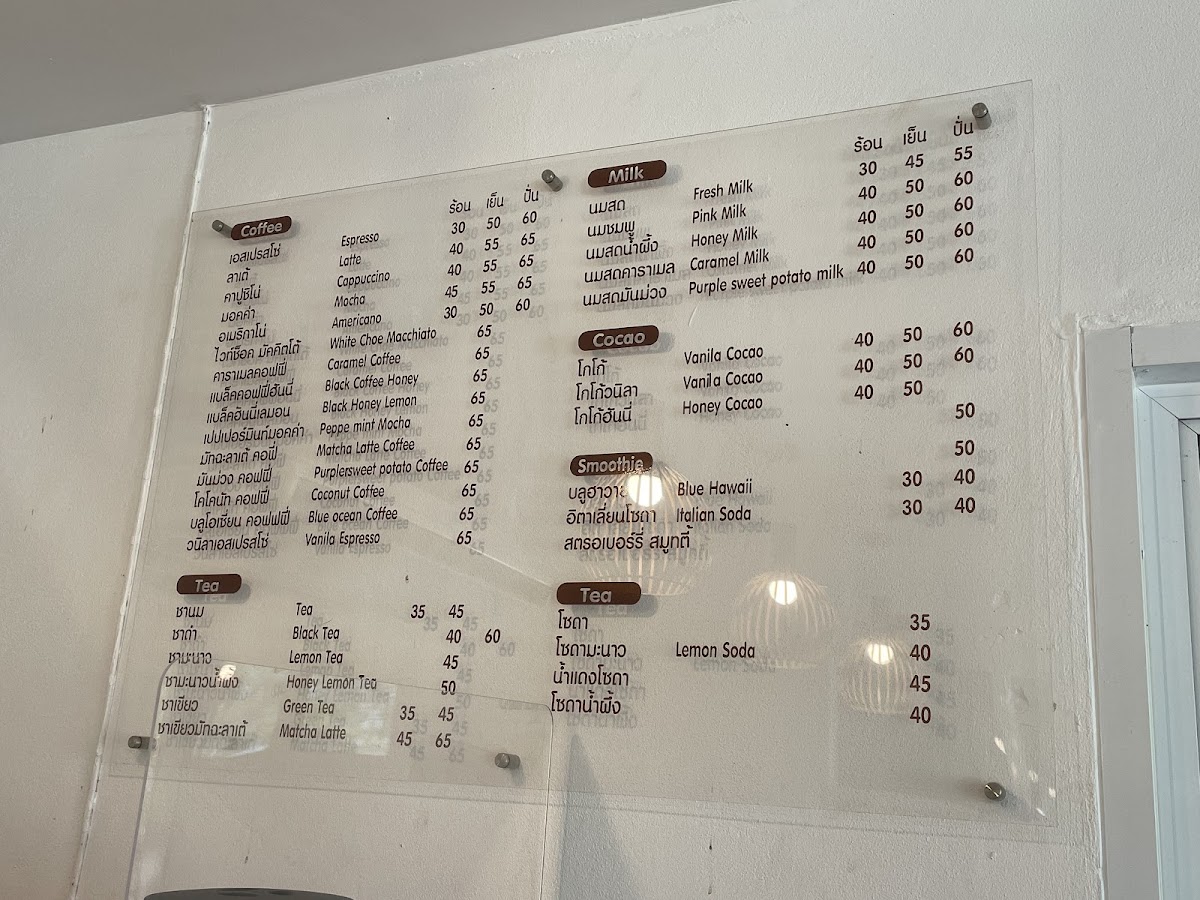 Coffee ร้อน เย็น ปั่น
เอสเปรสโซ่ Espresso 30 50 60
ลาเต้ Latte 40 55 65
คาปูชิโน่ Cappuccino 40 55 65
มอคค่า Mocha 45 55 65
อเมริกาโน่ Americano 30 50 60
ไวท์ช็อค มัคคิตโต้ White Choe Macchiato 65
คาราเมลคอฟฟี่ Caramel Coffee 65
แบล็คคอฟฟี่ฮันนี่ Black Coffee Honey 65
แบล็คฮันนี่เลมอน Black Honey Lemon 65
เปปเปอร์มินท์มอคค่า Peppe mint Mocha 65
มัทฉะลาเต้ คอฟี่ Matcha Latte Coffee 65
มันม่วง คอฟฟี่ Purplersweet potato Coffee 65
โคโคนัท คอฟฟี่ Coconut Coffee 65
บลูโอเซี่ยน คอฟฟฟี่ Blue ocean Coffee 65
วนิลาเอสเปรสโซ่ Vanila Espresso 65
Tea
ชานม Tea 35 45
ชาดำ Black Tea 40 60
ชามะนาว Lemon Tea 45
ชามะนาวน้ำผึ้ง Honey Lemon Tea 50
ชาเขียว Green Tea 35 45
ชาเขียวมัทฉะลาเต้ Matcha Latte 45 65
Milk ร้อน เย็น ปั่น
นมสด Fresh Milk 30 45 55
นมชมพู Pink Milk 40 50 60
นมสดน้ำผึ้ง Honey Milk 40 50 60
นมสดคาราเมล Caramel Milk 40 50 60
นมสดมันม่วง Purple sweet potato milk 40 50 60
Cocao
โกโก้ Vanila Cocao 40 50 60
โกโก้วนิลา Vanila Cocao 40 50 60
โกโก้ฮันนี่ Honey Cocao 40 50
50
Smoothie 50
บลูฮาวาย Blue Hawaii 30 40
อิตาเลี่ยนโซดา Italian Soda 30 40
สตรอเบอร์รี่ สมูทตี้
Tea
โซดา 35
โซดามะนาว Lemon Soda 40
น้ำแดงโซดา 45
โซดาน้ำผึ้ง 40